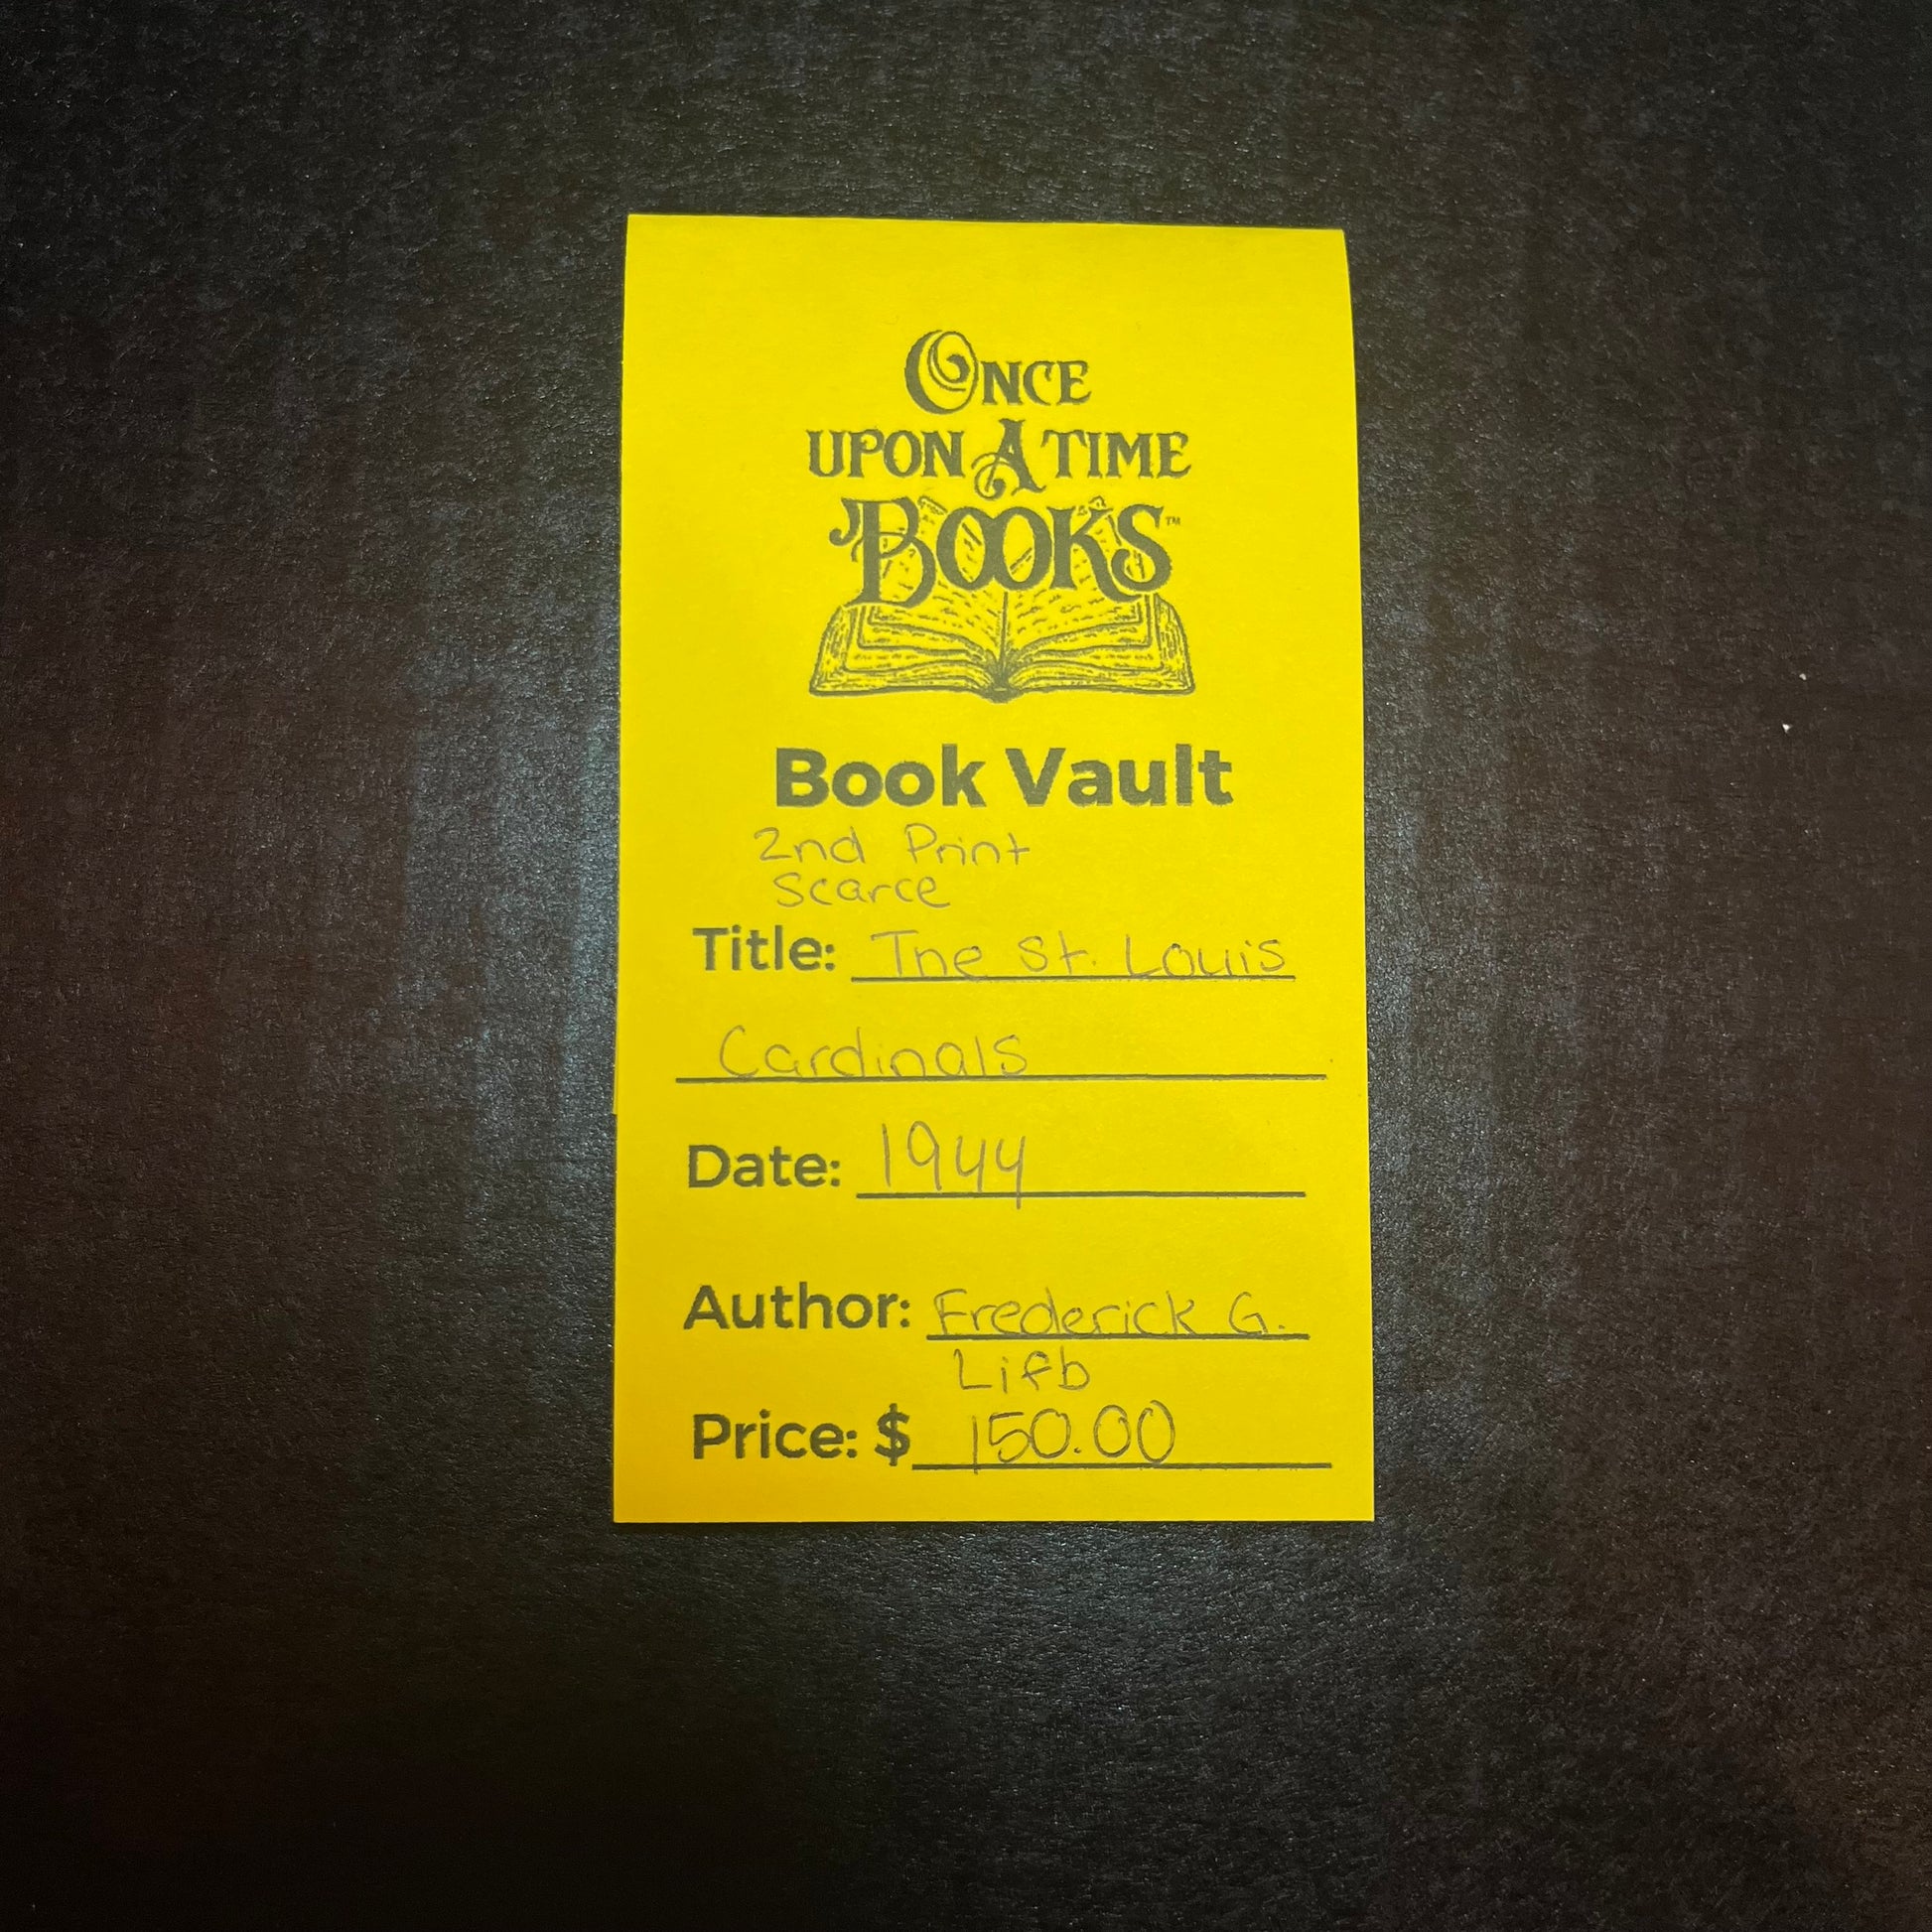 ONCE
UPON A TIME
BOOKS™
Book Vault
2nd Print
Scarce
Title: The St. Louis
Cardinals
Date: 1944
Author: Frederick G.
Lifb
Price: $ 150.00